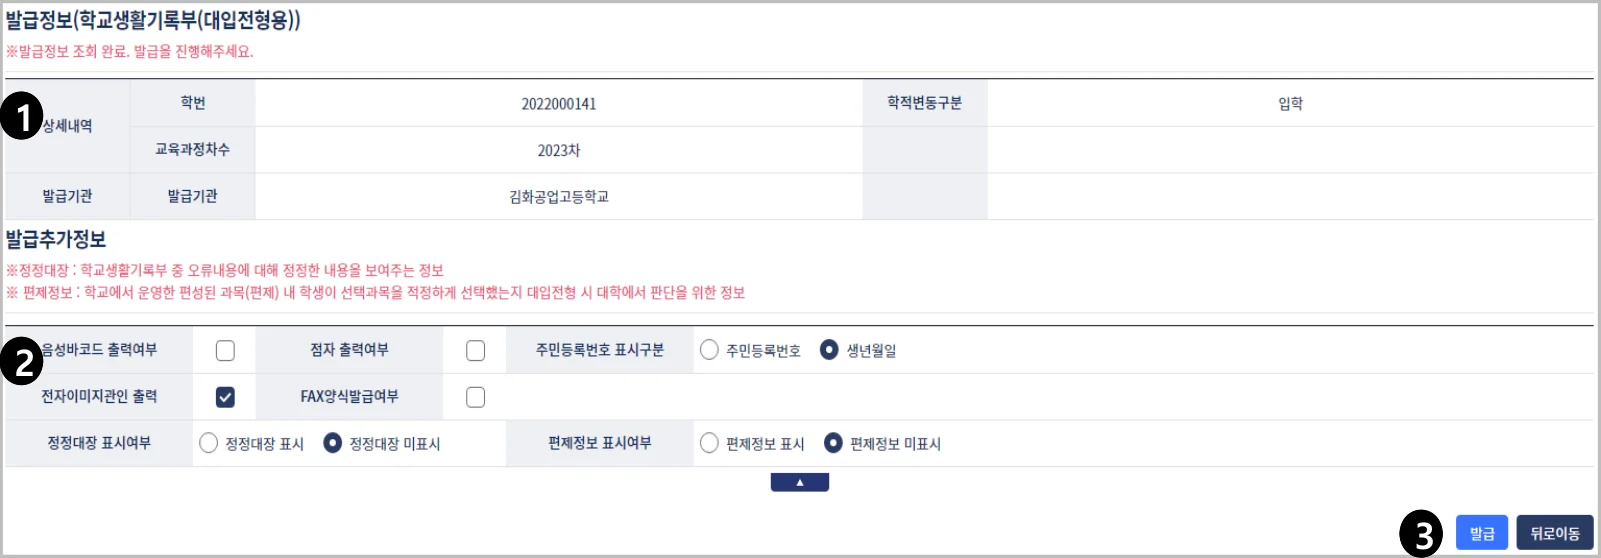 발급정보(학교생활기록부(대입전형용))
※발급정보 조회 완료. 발급을 진행해주세요.
1
상세내역 학번 2022000141 학적변동구분 입학
교육과정차수 2023차
발급기관 발급기관 김화공업고등학교
발급추가정보
※정정대장 : 학교생활기록부 중 오류내용에 대해 정정한 내용을 보여주는 정보
※ 편제정보 : 학교에서 운영한 편성된 과목(편제) 내 학생이 선택과목을 적정하게 선택했는지 대입전형 시 대학에서 판단을 위한 정보
2
음성바코드 출력여부 점자 출력여부 주민등록번호 표시구분 주민등록번호 생년월일
전자이미지관인 출력 FAX양식발급여부
정정대장 표시여부 정정대장 표시 정정대장 미표시 편제정보 표시여부 편제정보 표시 편제정보 미표시
▲
3 발급 뒤로이동